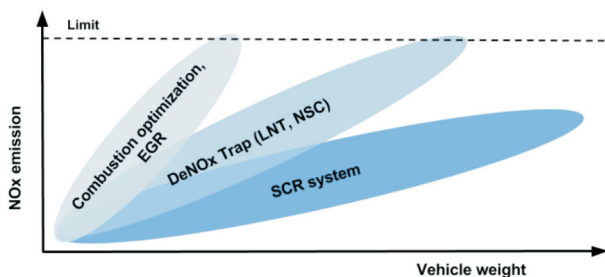 Limit
Combustion optimization,
EGR
DeNOx Trap (LNT, NSC)
SCR system
NOx emission
Vehicle weight